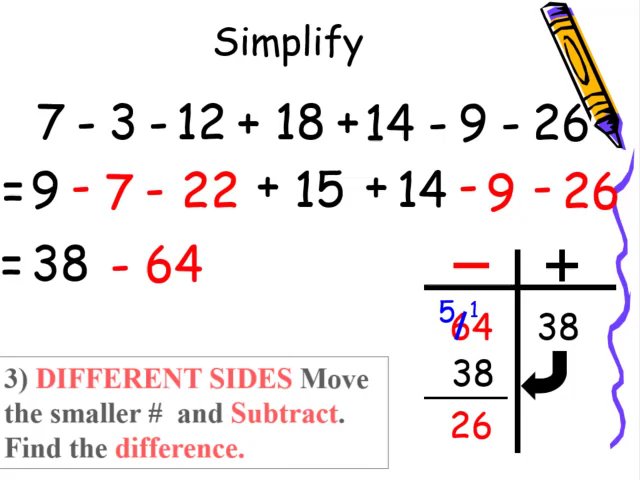 Simplify
7 - 3 - 12 + 18 + 14 - 9 - 26
= 9 - 7 - 22 + 15 + 14 - 9 - 26
= 38 - 64
− +
5 1
64 38
38
26
3) DIFFERENT SIDES Move
the smaller # and Subtract.
Find the difference.